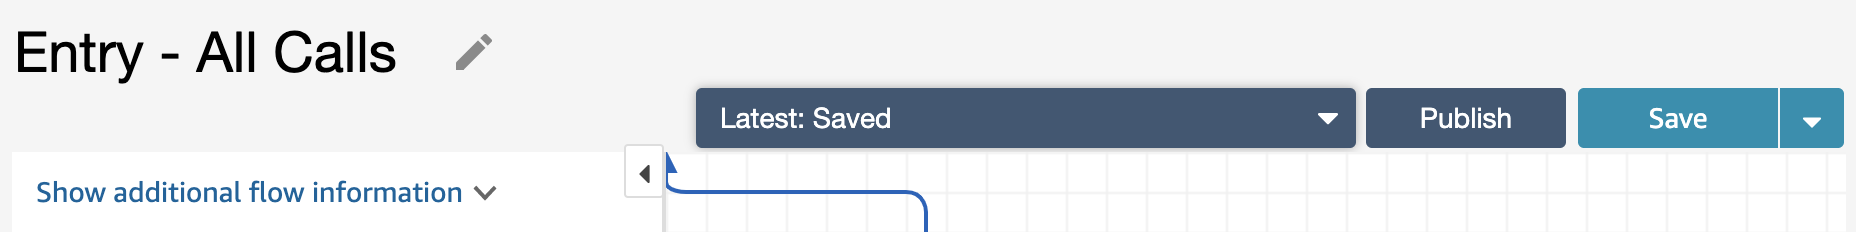 Entry - All Calls
Latest: Saved
Publish
Save
Show additional flow information